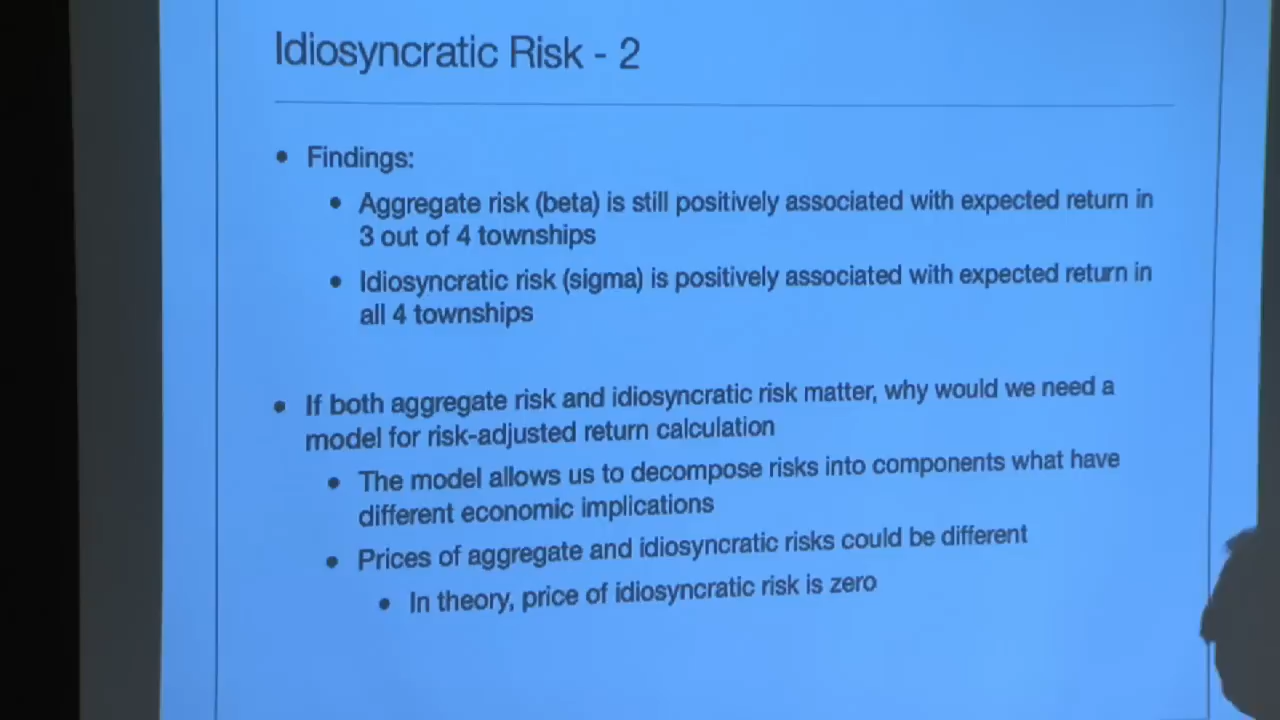 Idiosyncratic Risk - 2
• Findings:
• Aggregate risk (beta) is still positively associated with expected return in
3 out of 4 townships
• Idiosyncratic risk (sigma) is positively associated with expected return in
all 4 townships
• If both aggregate risk and idiosyncratic risk matter, why would we need a
model for risk-adjusted return calculation
• The model allows us to decompose risks into components what have
different economic implications
• Prices of aggregate and idiosyncratic risks could be different
• In theory, price of idiosyncratic risk is zero